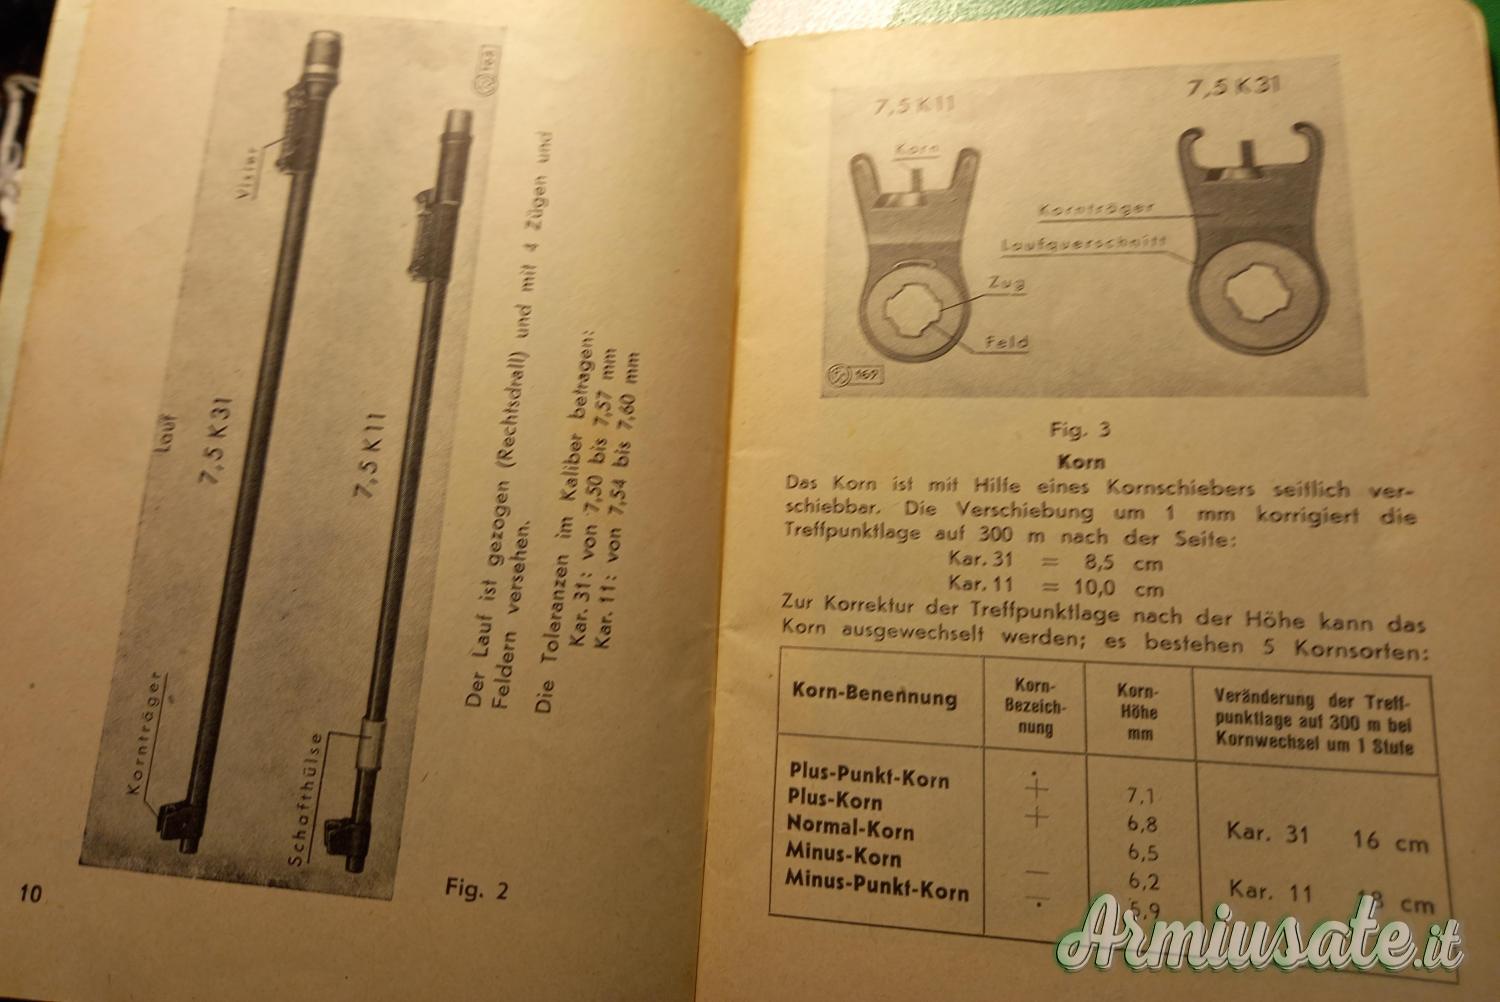 Visier
168
Lauf
7,5 K 31
7,5 K 11
Kornträger
Schafthülse
Der Lauf ist gezogen (Rechtsdrall) und mit 4 Zügen und
Feldern versehen.
Die Toleranzen im Kaliber betragen:
Kar. 31: von 7,50 bis 7,57 mm
Kar. 11: von 7,54 bis 7,60 mm
10
Fig. 2
7,5 K 11
7,5 K 31
Korn
Kornträger
Laufquerschnitt
Zug
Feld
169
Fig. 3
Korn
Das Korn ist mit Hilfe eines Kornschiebers seitlich ver-
schiebbar. Die Verschiebung um 1 mm korrigiert die
Treffpunktlage auf 300 m nach der Seite:
Kar. 31 = 8,5 cm
Kar. 11 = 10,0 cm
Zur Korrektur der Treffpunktlage nach der Höhe kann das
Korn ausgewechselt werden; es bestehen 5 Kornsorten:
Korn-Benennung
Korn-
Bezeich-
nung
Korn-
Höhe
mm
Veränderung der Treff-
punktlage auf 300 m bei
Kornwechsel um 1 Stufe
Plus-Punkt-Korn ∔ 7,1
Plus-Korn + 6,8
Normal-Korn 6,5
Minus-Korn — 6,2
Minus-Punkt-Korn 5,9
Kar. 31 16 cm
Kar. 11 18 cm
Armiusate.it